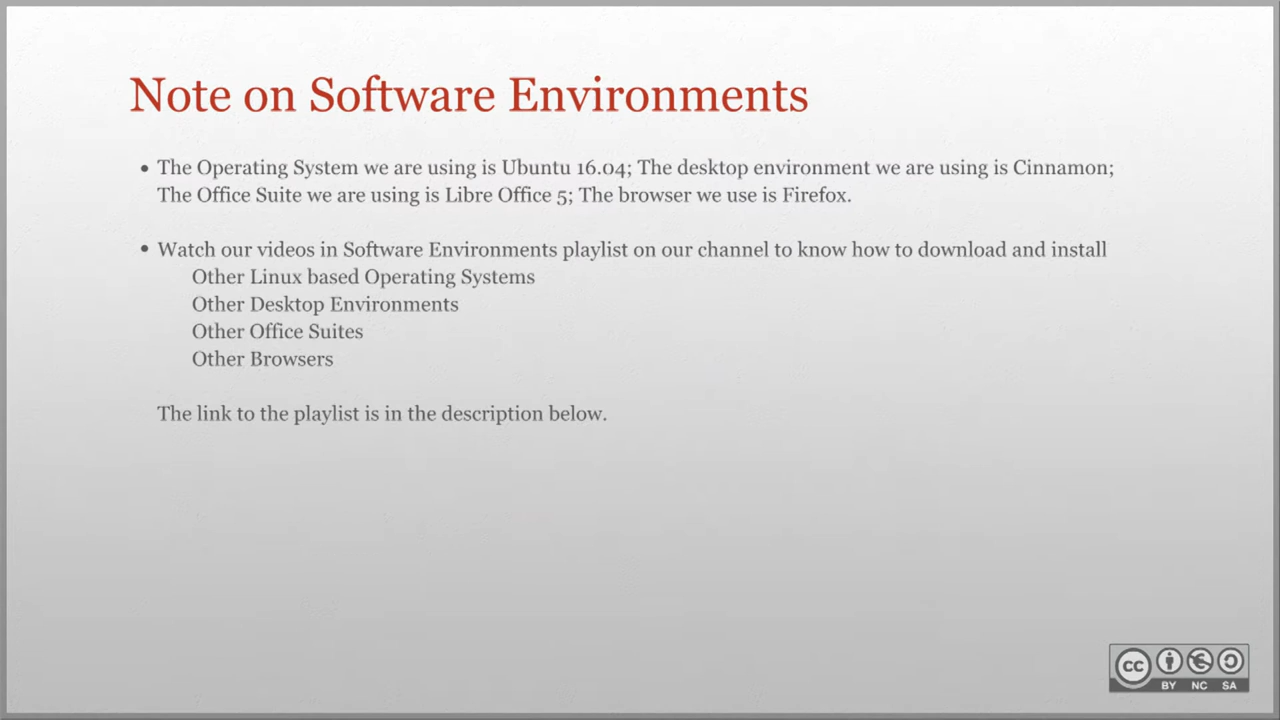 Note on Software Environments
• The Operating System we are using is Ubuntu 16.04; The desktop environment we are using is Cinnamon;
The Office Suite we are using is Libre Office 5; The browser we use is Firefox.
• Watch our videos in Software Environments playlist on our channel to know how to download and install
Other Linux based Operating Systems
Other Desktop Environments
Other Office Suites
Other Browsers
The link to the playlist is in the description below.
cc
BY NC SA